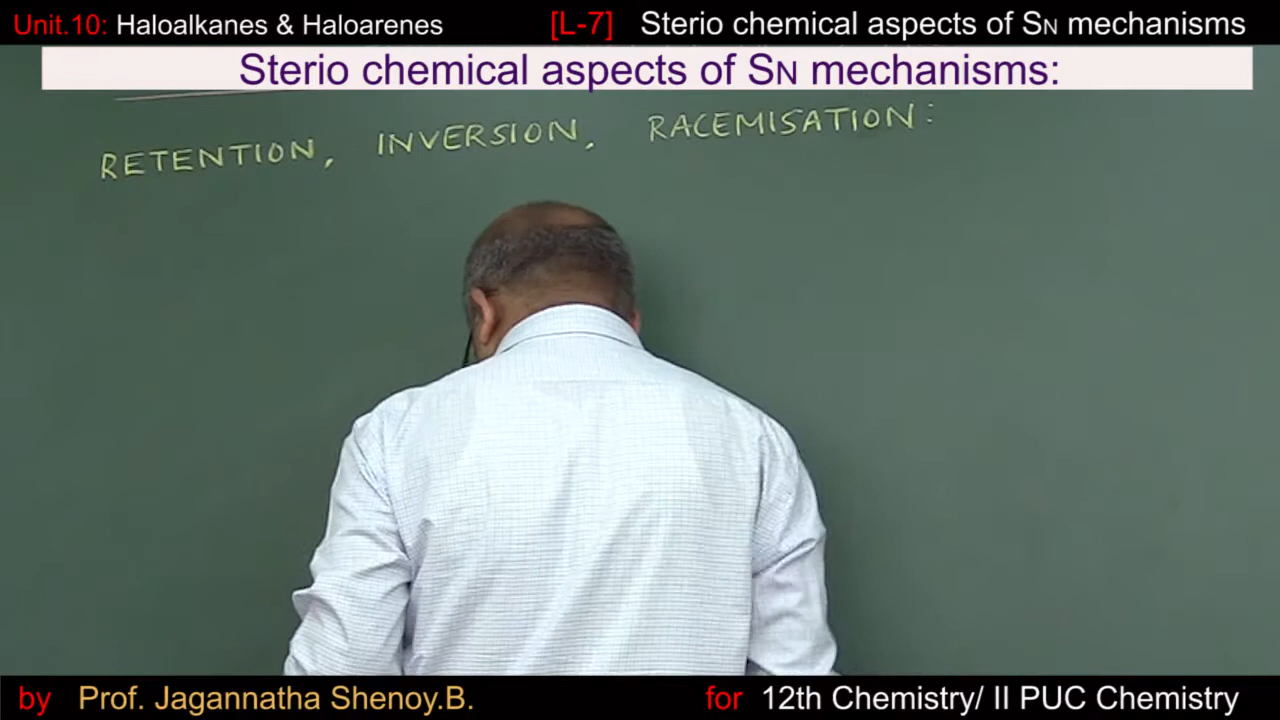 Unit.10: Haloalkanes & Haloarenes [L-7] Sterio chemical aspects of SN mechanisms
Sterio chemical aspects of SN mechanisms:
RETENTION, INVERSION, RACEMISATION:
by Prof. Jagannatha Shenoy.B. for 12th Chemistry/ II PUC Chemistry